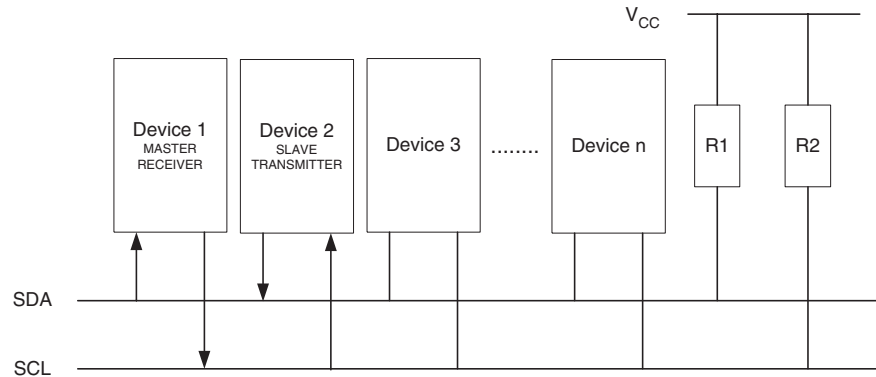 V_CC
Device 1
MASTER
RECEIVER
Device 2
SLAVE
TRANSMITTER
Device 3
........
Device n
R1
R2
SDA
SCL